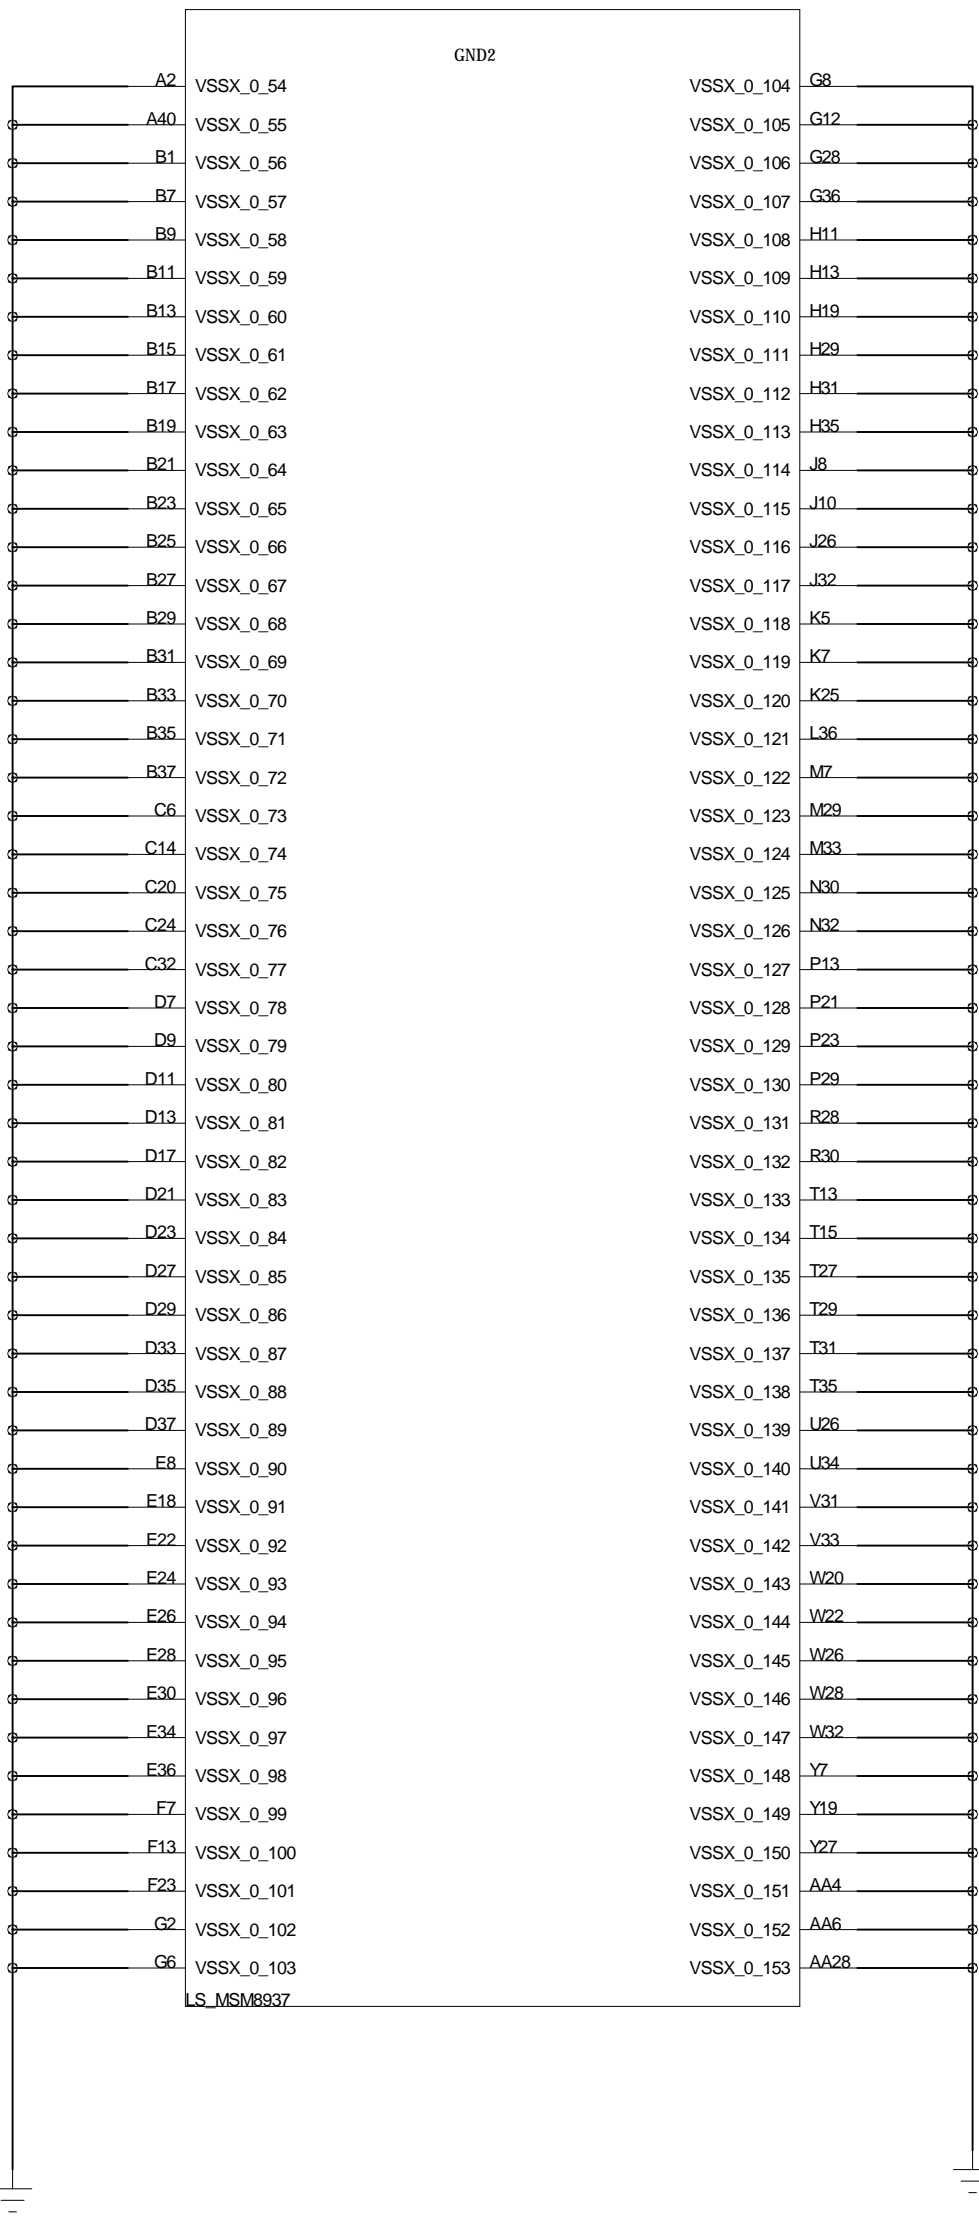 GND2
A2 VSSX_0_54 VSSX_0_104 G8
A40 VSSX_0_55 VSSX_0_105 G12
B1 VSSX_0_56 VSSX_0_106 G28
B7 VSSX_0_57 VSSX_0_107 G36
B9 VSSX_0_58 VSSX_0_108 H11
B11 VSSX_0_59 VSSX_0_109 H13
B13 VSSX_0_60 VSSX_0_110 H19
B15 VSSX_0_61 VSSX_0_111 H29
B17 VSSX_0_62 VSSX_0_112 H31
B19 VSSX_0_63 VSSX_0_113 H35
B21 VSSX_0_64 VSSX_0_114 J8
B23 VSSX_0_65 VSSX_0_115 J10
B25 VSSX_0_66 VSSX_0_116 J26
B27 VSSX_0_67 VSSX_0_117 J32
B29 VSSX_0_68 VSSX_0_118 K5
B31 VSSX_0_69 VSSX_0_119 K7
B33 VSSX_0_70 VSSX_0_120 K25
B35 VSSX_0_71 VSSX_0_121 L36
B37 VSSX_0_72 VSSX_0_122 M7
C6 VSSX_0_73 VSSX_0_123 M29
C14 VSSX_0_74 VSSX_0_124 M33
C20 VSSX_0_75 VSSX_0_125 N30
C24 VSSX_0_76 VSSX_0_126 N32
C32 VSSX_0_77 VSSX_0_127 P13
D7 VSSX_0_78 VSSX_0_128 P21
D9 VSSX_0_79 VSSX_0_129 P23
D11 VSSX_0_80 VSSX_0_130 P29
D13 VSSX_0_81 VSSX_0_131 R28
D17 VSSX_0_82 VSSX_0_132 R30
D21 VSSX_0_83 VSSX_0_133 T13
D23 VSSX_0_84 VSSX_0_134 T15
D27 VSSX_0_85 VSSX_0_135 T27
D29 VSSX_0_86 VSSX_0_136 T29
D33 VSSX_0_87 VSSX_0_137 T31
D35 VSSX_0_88 VSSX_0_138 T35
D37 VSSX_0_89 VSSX_0_139 U26
E8 VSSX_0_90 VSSX_0_140 U34
E18 VSSX_0_91 VSSX_0_141 V31
E22 VSSX_0_92 VSSX_0_142 V33
E24 VSSX_0_93 VSSX_0_143 W20
E26 VSSX_0_94 VSSX_0_144 W22
E28 VSSX_0_95 VSSX_0_145 W26
E30 VSSX_0_96 VSSX_0_146 W28
E34 VSSX_0_97 VSSX_0_147 W32
E36 VSSX_0_98 VSSX_0_148 Y7
F7 VSSX_0_99 VSSX_0_149 Y19
F13 VSSX_0_100 VSSX_0_150 Y27
F23 VSSX_0_101 VSSX_0_151 AA4
G2 VSSX_0_102 VSSX_0_152 AA6
G6 VSSX_0_103 VSSX_0_153 AA28
LS_MSM8937